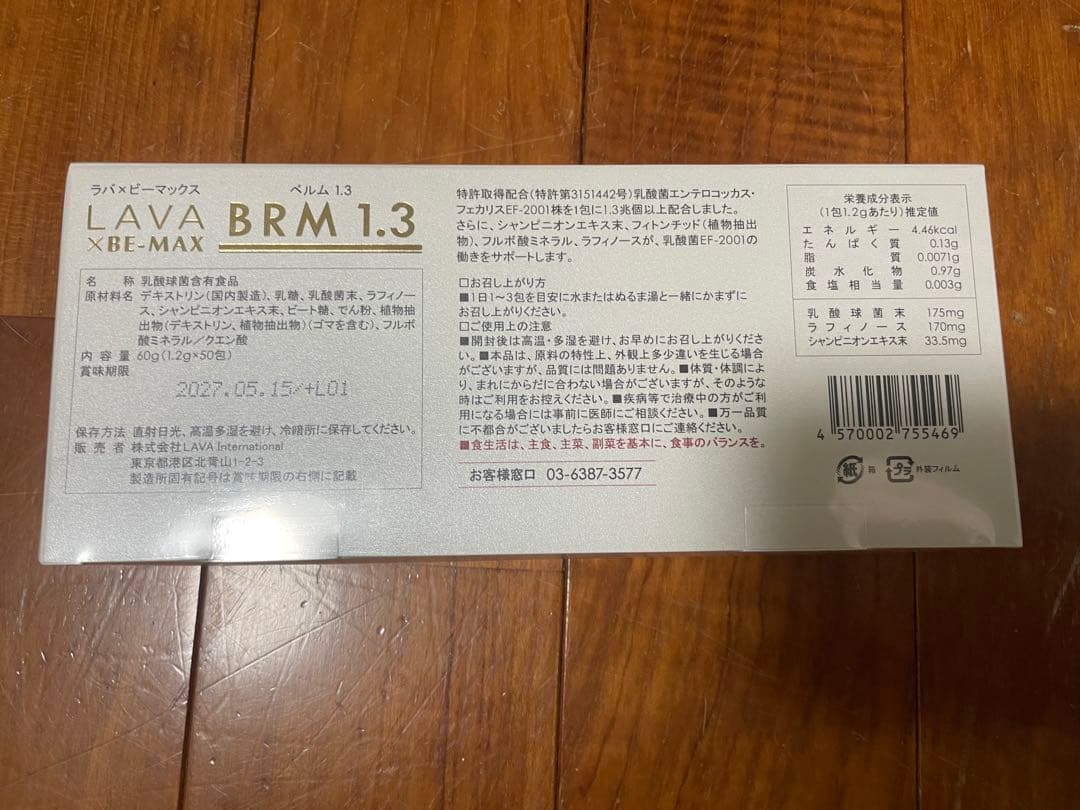 ラバ×ビーマックス
LAVA
×BE-MAX
ベルム 1.3
BRM 1.3
名称 乳酸球菌含有食品
原材料名 デキストリン(国内製造)、乳糖、乳酸菌末、ラフィノー
ス、シャンピニオンエキス末、ビート糖、でん粉、植物抽
出物(デキストリン、植物抽出物)(ゴマを含む)、フルボ
酸ミネラル／クエン酸
内容量 60g(1.2g×50包)
賞味期限
2027.05.15/+L01
保存方法 直射日光、高温多湿を避け、冷暗所に保存してください。
販売者 株式会社LAVA International
東京都港区北青山1-2-3
製造所固有記号は賞味期限の右側に記載
特許取得配合(特許第3151442号)乳酸菌エンテロコッカス・
フェカリスEF-2001株を1包に1.3兆個以上配合しました。
さらに、シャンピニオンエキス末、フィトンチッド(植物抽出
物)、フルボ酸ミネラル、ラフィノースが、乳酸菌EF-2001の
働きをサポートします。
□お召し上がり方
■1日1～3包を目安に水またはぬるま湯と一緒にかまずに
お召し上がりください。
□ご使用上の注意
■開封後は高温・多湿を避け、お早めにお召し上がりくださ
い。■本品は、原料の特性上、外観上多少違いを生じる場合
がございますが、品質には問題ありません。■体質・体調によ
り、まれにからだに合わない場合がございますが、そのような
時はご利用をお控えください。■疾病等で治療中の方がご利
用になる場合には事前に医師にご相談ください。■万一品質
に不都合がございましたらお客様窓口にご連絡ください。
■食生活は、主食、主菜、副菜を基本に、食事のバランスを。
お客様窓口 03-6387-3577
栄養成分表示
(1包1.2gあたり)推定値
エネルギー 4.46kcal
たんぱく質 0.13g
脂質 0.0071g
炭水化物 0.97g
食塩相当量 0.003g
乳酸球菌末 175mg
ラフィノース 170mg
シャンピニオンエキス末 33.5mg
4 570002 755469
紙 箱 プラ 外装フィルム